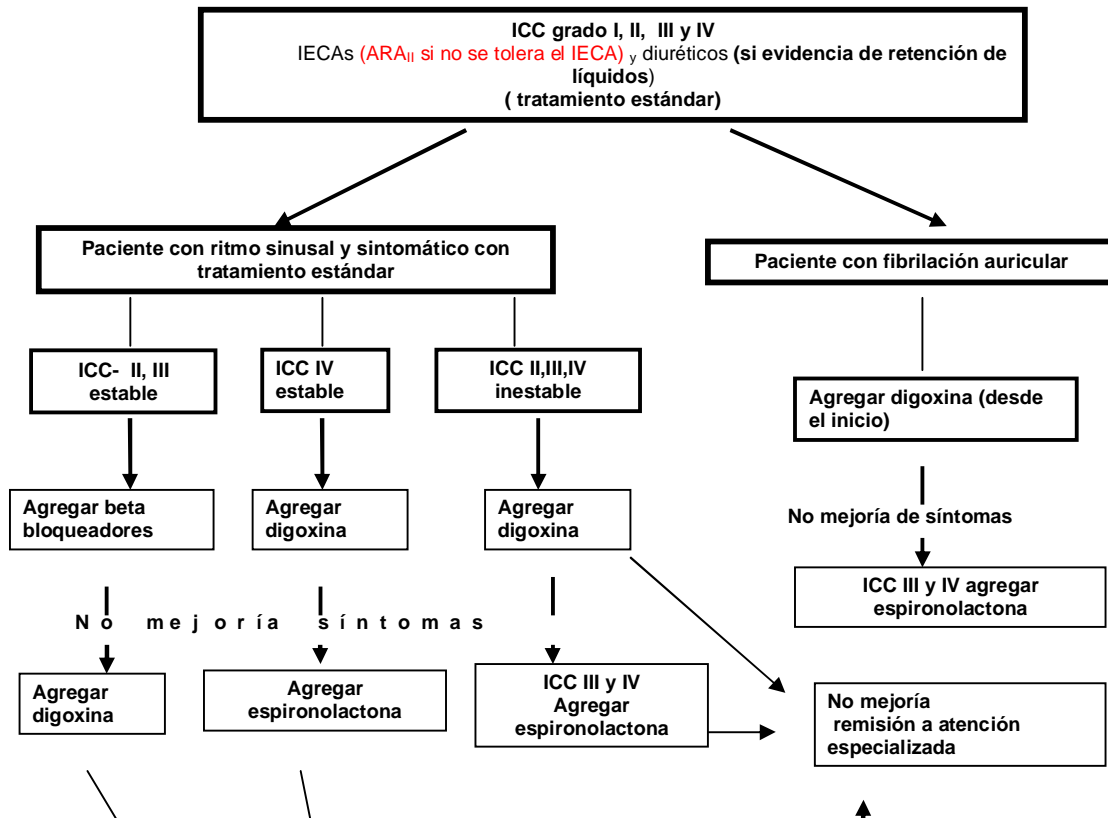 ICC grado I, II, III y IV
IECAs (ARAII si no se tolera el IECA) y diuréticos (si evidencia de retención de
líquidos)
( tratamiento estándar)
Paciente con ritmo sinusal y sintomático con
tratamiento estándar
Paciente con fibrilación auricular
ICC- II, III
estable
ICC IV
estable
ICC II,III,IV
inestable
Agregar digoxina (desde
el inicio)
Agregar beta
bloqueadores
Agregar
digoxina
Agregar
digoxina
No mejoría de síntomas
ICC III y IV agregar
espironolactona
No mejoría síntomas
Agregar
digoxina
Agregar
espironolactona
ICC III y IV
Agregar
espironolactona
No mejoría
remisión a atención
especializada